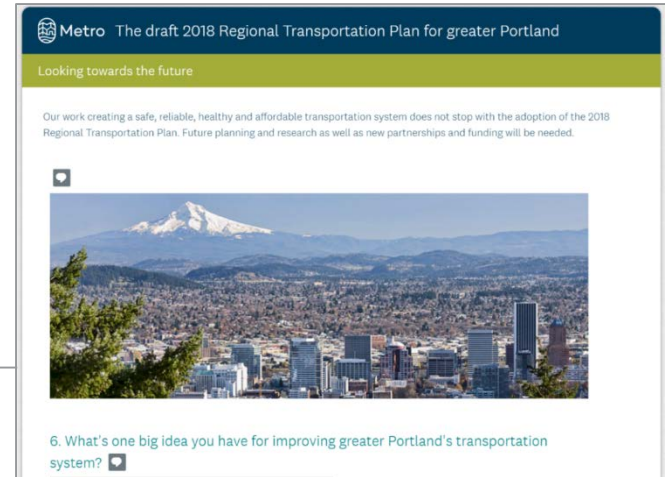 Metro The draft 2018 Regional Transportation Plan for greater Portland
Looking towards the future
Our work creating a safe, reliable, healthy and affordable transportation system does not stop with the adoption of the 2018
Regional Transportation Plan. Future planning and research as well as new partnerships and funding will be needed.
6. What's one big idea you have for improving greater Portland's transportation
system?